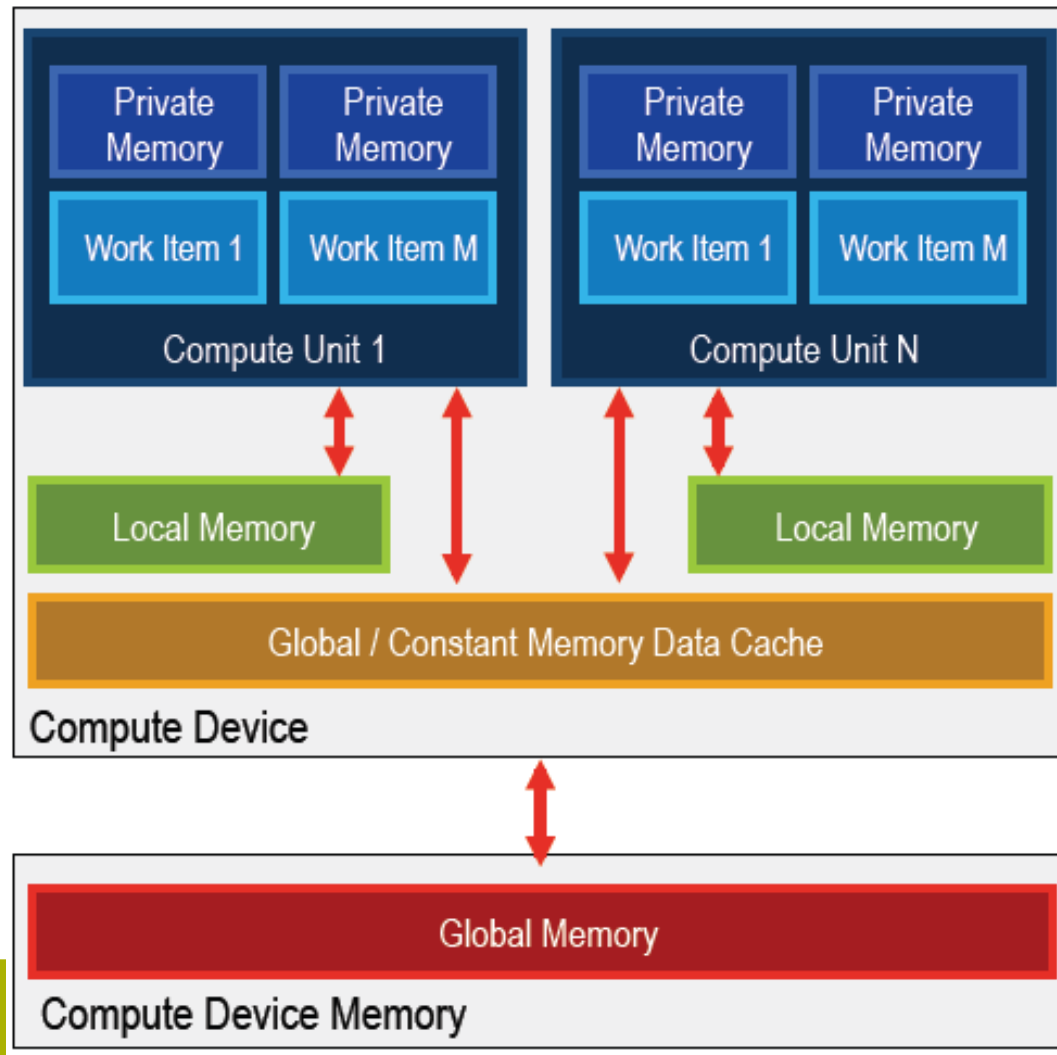 Private Memory
Private Memory
Private Memory
Private Memory
Work Item 1
Work Item M
Work Item 1
Work Item M
Compute Unit 1
Compute Unit N
Local Memory
Local Memory
Global / Constant Memory Data Cache
Compute Device
Global Memory
Compute Device Memory